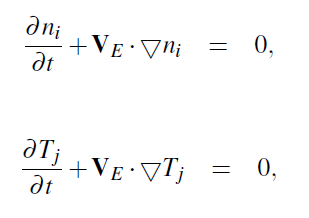 ∂n_i/∂t + V_E · ▽n_i = 0,
∂T_j/∂t + V_E · ▽T_j = 0,